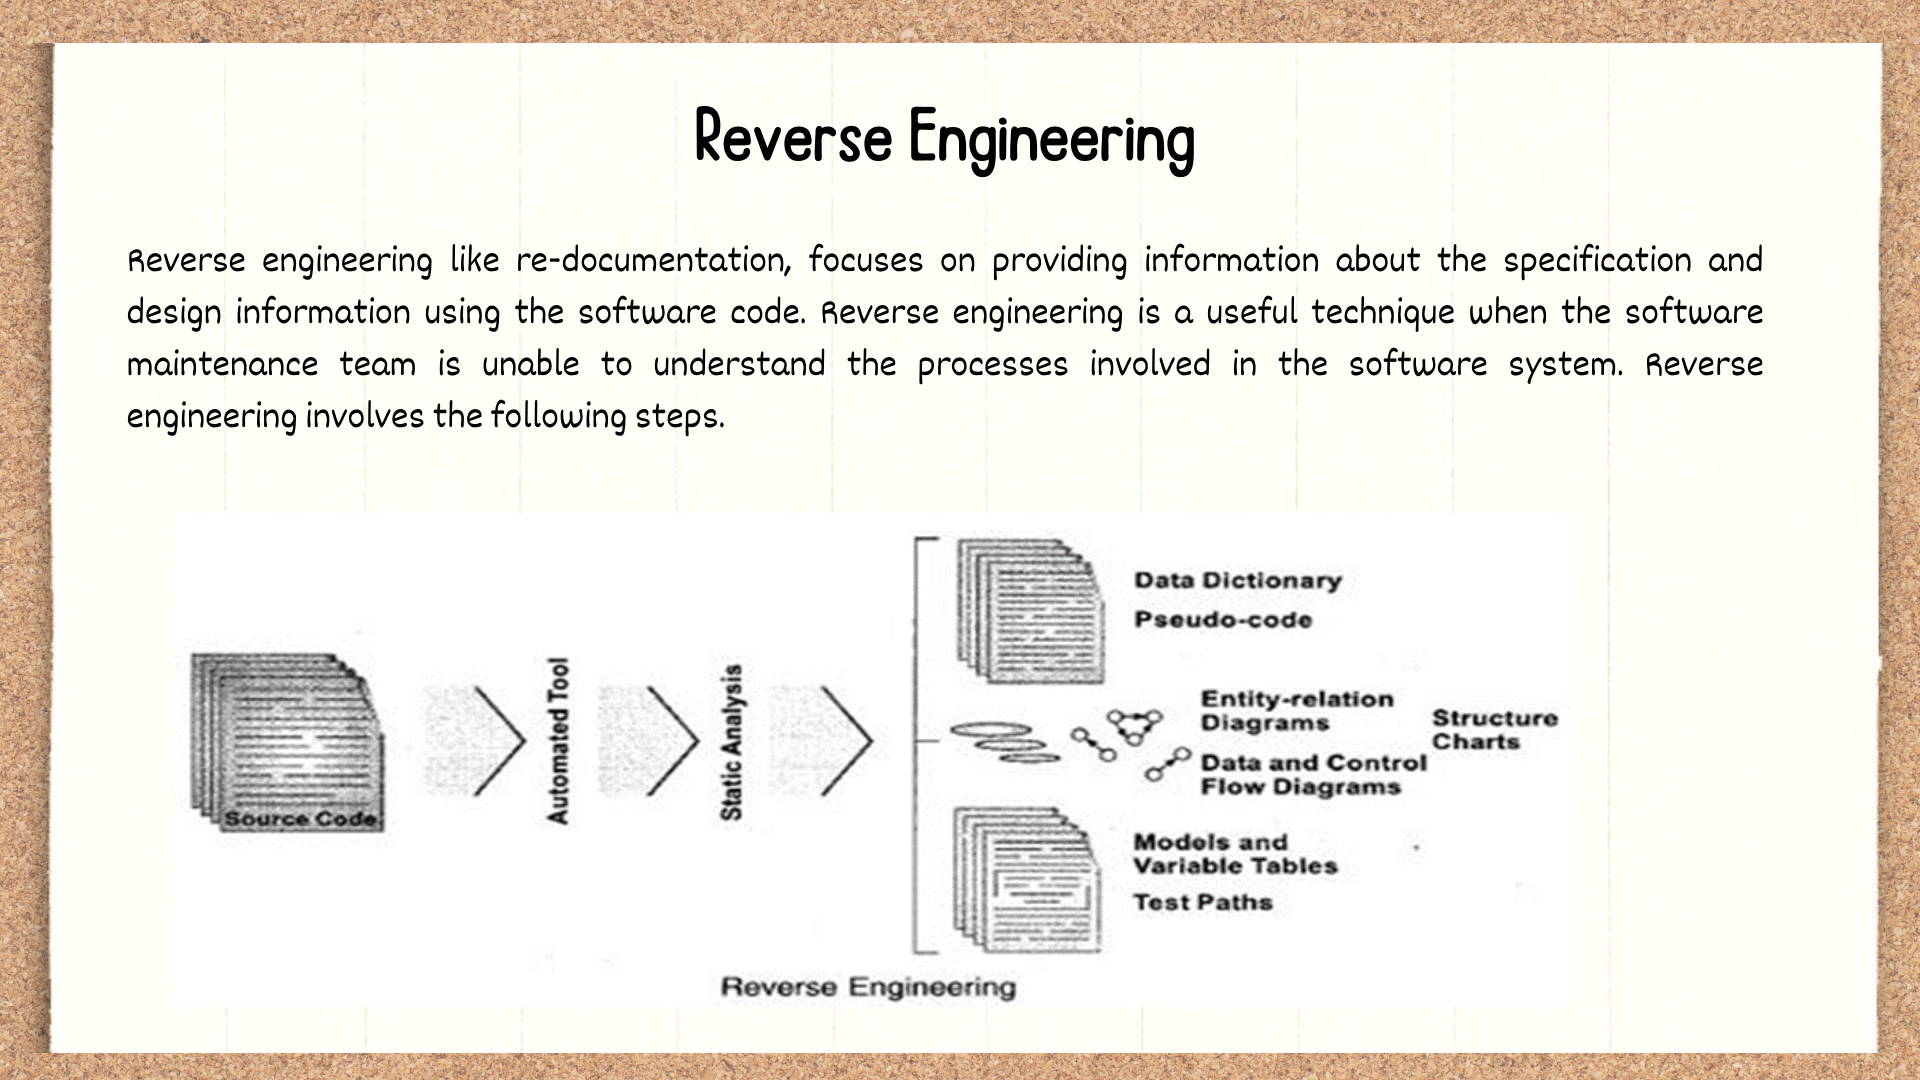 Reverse Engineering
Reverse engineering like re-documentation, focuses on providing information about the specification and
design information using the software code. Reverse engineering is a useful technique when the software
maintenance team is unable to understand the processes involved in the software system. Reverse
engineering involves the following steps.
Source Code
Automated Tool
Static Analysis
Data Dictionary
Pseudo-code
Entity-relation
Diagrams
Data and Control
Flow Diagrams
Structure
Charts
Models and
Variable Tables
Test Paths
Reverse Engineering